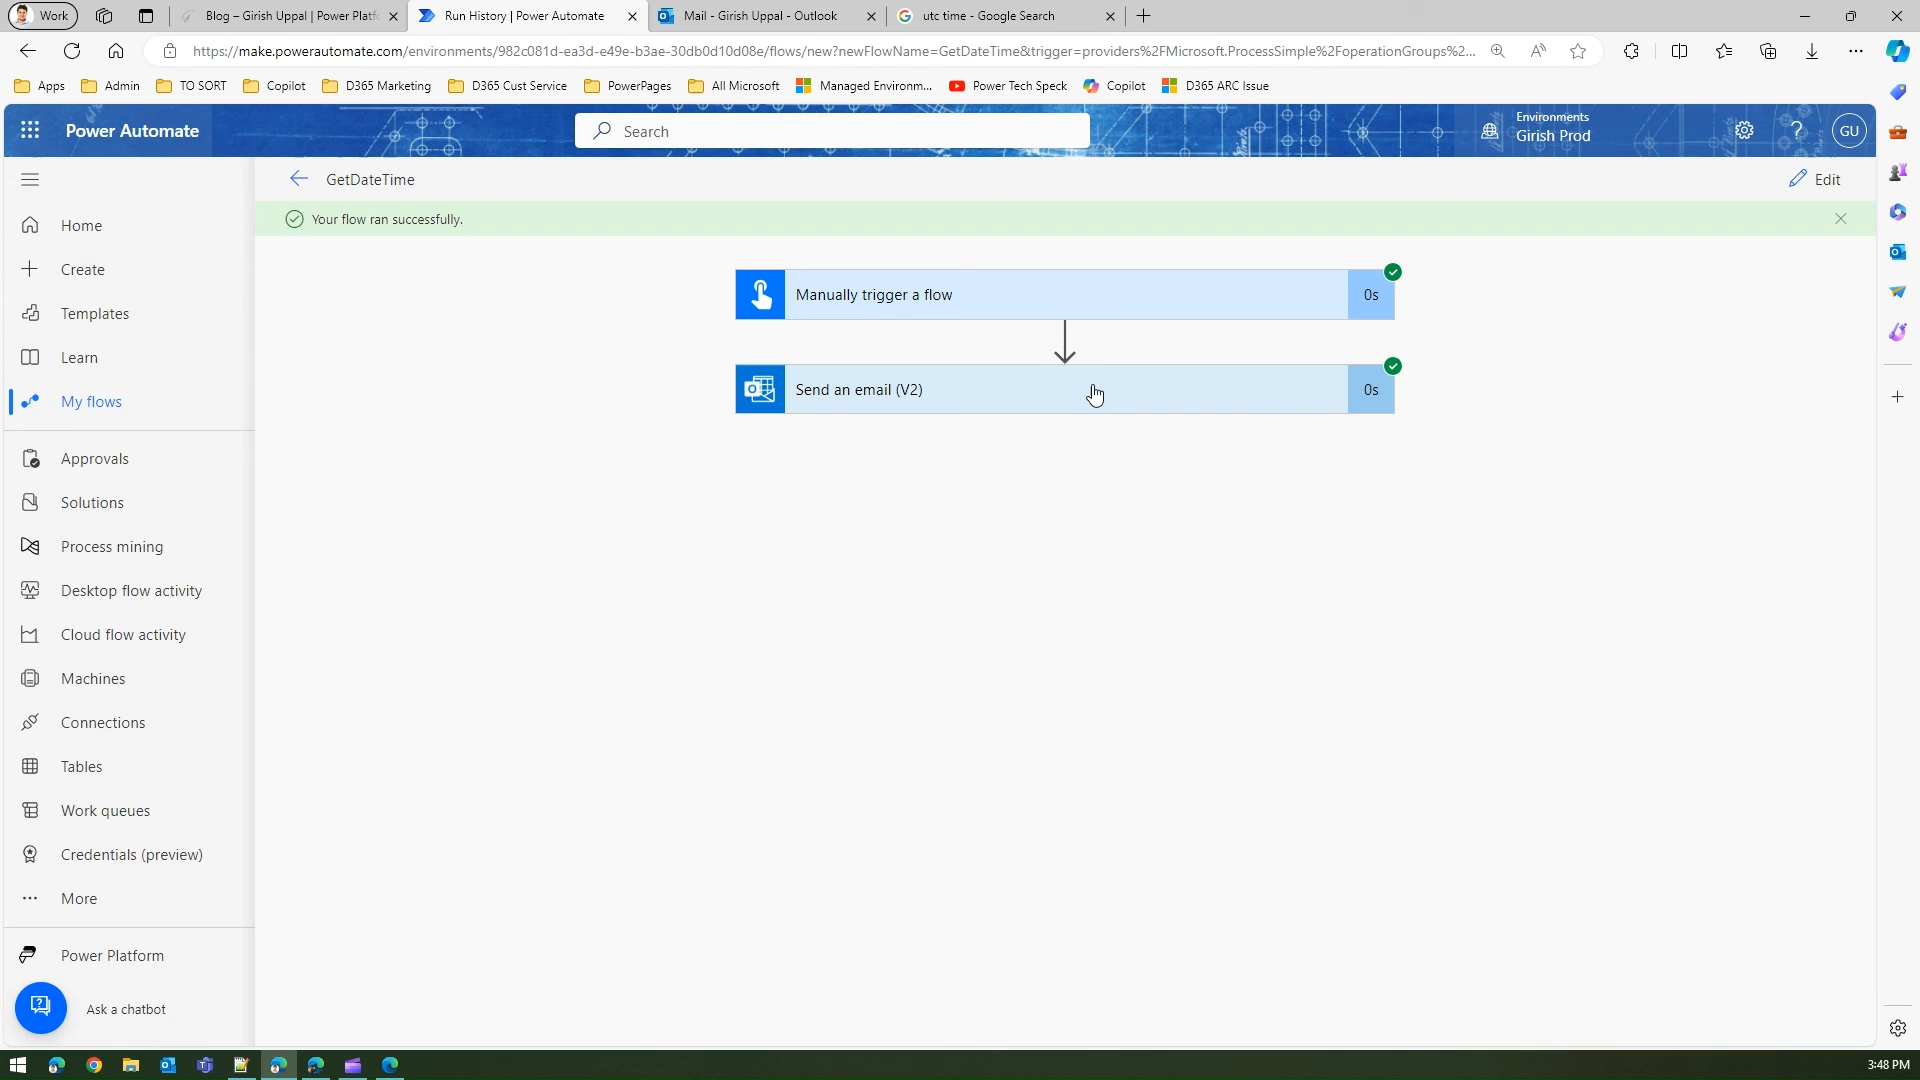 Work
Blog – Girish Uppal | Power Platf
Run History | Power Automate
Mail - Girish Uppal - Outlook
utc time - Google Search
https://make.powerautomate.com/environments/982c081d-ea3d-e49e-b3ae-30db0d10d08e/flows/new?newFlowName=GetDateTime&trigger=providers%2FMicrosoft.ProcessSimple%2FoperationGroups%2...
Apps
Admin
TO SORT
Copilot
D365 Marketing
D365 Cust Service
PowerPages
All Microsoft
Managed Environm...
Power Tech Speck
Copilot
D365 ARC Issue
Power Automate
Search
Environments
Girish Prod
GU
GetDateTime
Edit
Your flow ran successfully.
Home
Create
Templates
Learn
My flows
Approvals
Solutions
Process mining
Desktop flow activity
Cloud flow activity
Machines
Connections
Tables
Work queues
Credentials (preview)
More
Power Platform
Ask a chatbot
Manually trigger a flow
0s
Send an email (V2)
0s
3:48 PM